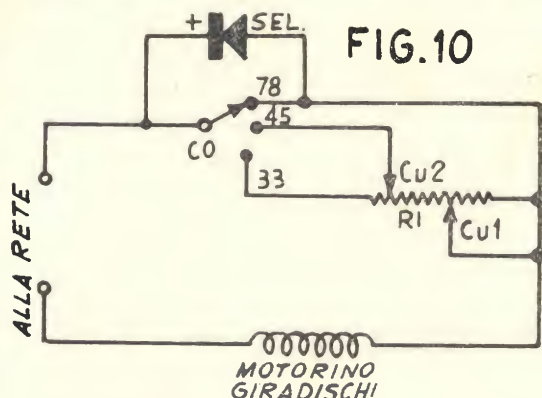 + SEL.
FIG.10
78
45
CO
33
Cu2
R1
Cu1
ALLA RETE
MOTORINO
GIRADISCHI